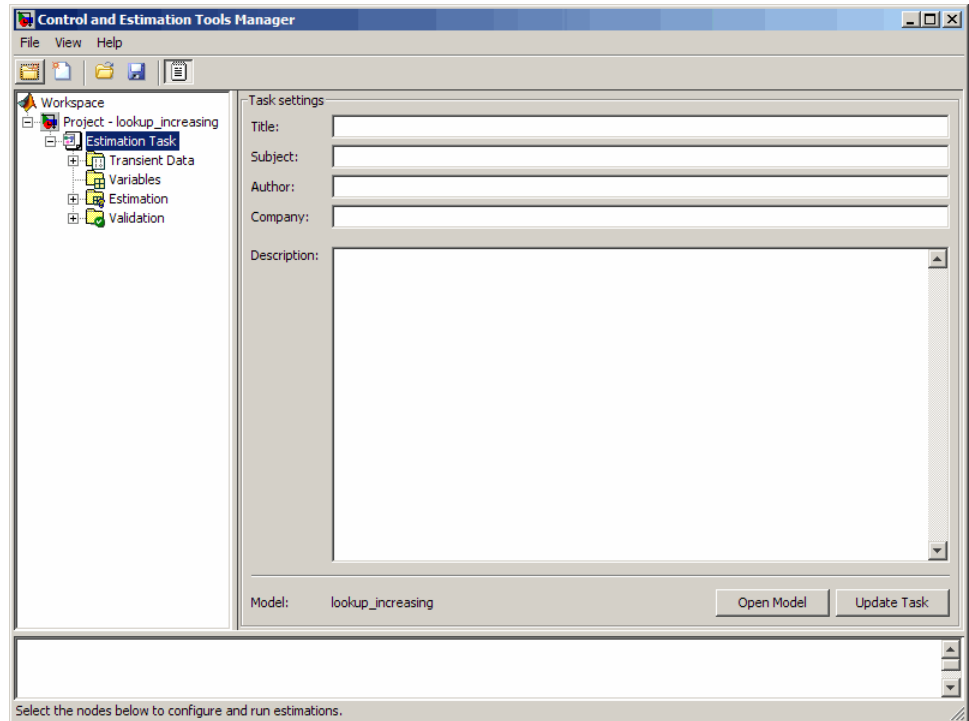 Control and Estimation Tools Manager
File View Help
Workspace
Project - lookup_increasing
Estimation Task
Transient Data
Variables
Estimation
Validation
Task settings
Title:
Subject:
Author:
Company:
Description:
Model: lookup_increasing
Open Model Update Task
Select the nodes below to configure and run estimations.